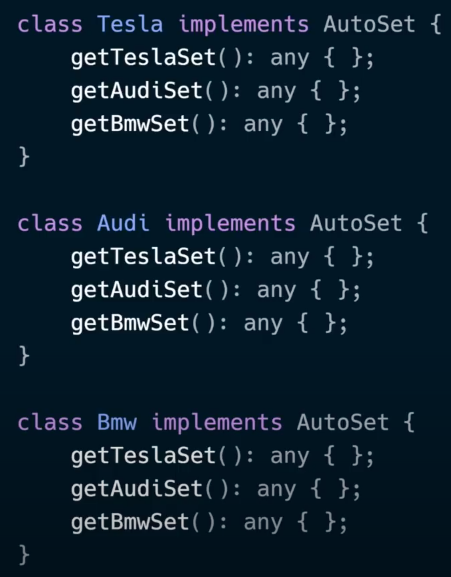 class Tesla implements AutoSet {
    getTeslaSet(): any { };
    getAudiSet(): any { };
    getBmwSet(): any { };
}

class Audi implements AutoSet {
    getTeslaSet(): any { };
    getAudiSet(): any { };
    getBmwSet(): any { };
}

class Bmw implements AutoSet {
    getTeslaSet(): any { };
    getAudiSet(): any { };
    getBmwSet(): any { };
}